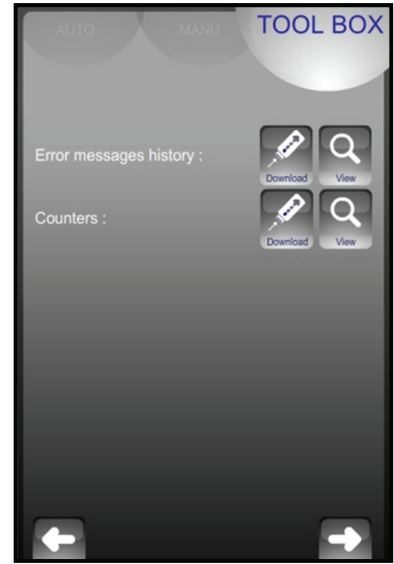 AUTO MANU TOOL BOX
Error messages history :
Download View
Counters :
Download View